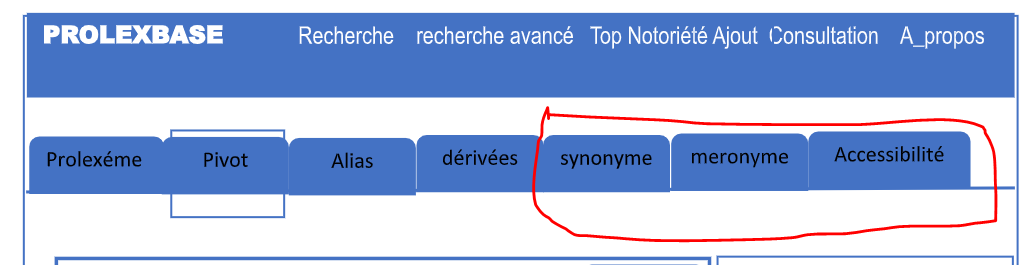 PROLEXBASE Recherche recherche avancé Top Notoriété Ajout Consultation A_propos
Prolexéme Pivot Alias dérivées synonyme meronyme Accessibilité